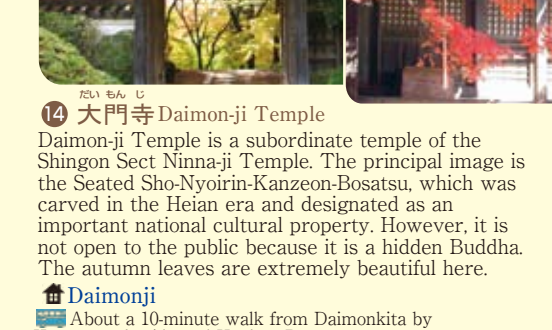 だい もん じ
14 大門寺 Daimon-ji Temple
Daimon-ji Temple is a subordinate temple of the
Shingon Sect Ninna-ji Temple. The principal image is
the Seated Sho-Nyoirin-Kanzeon-Bosatsu, which was
carved in the Heian era and designated as an
important national cultural property. However, it is
not open to the public because it is a hidden Buddha.
The autumn leaves are extremely beautiful here.
Daimonji
About a 10-minute walk from Daimonkita by